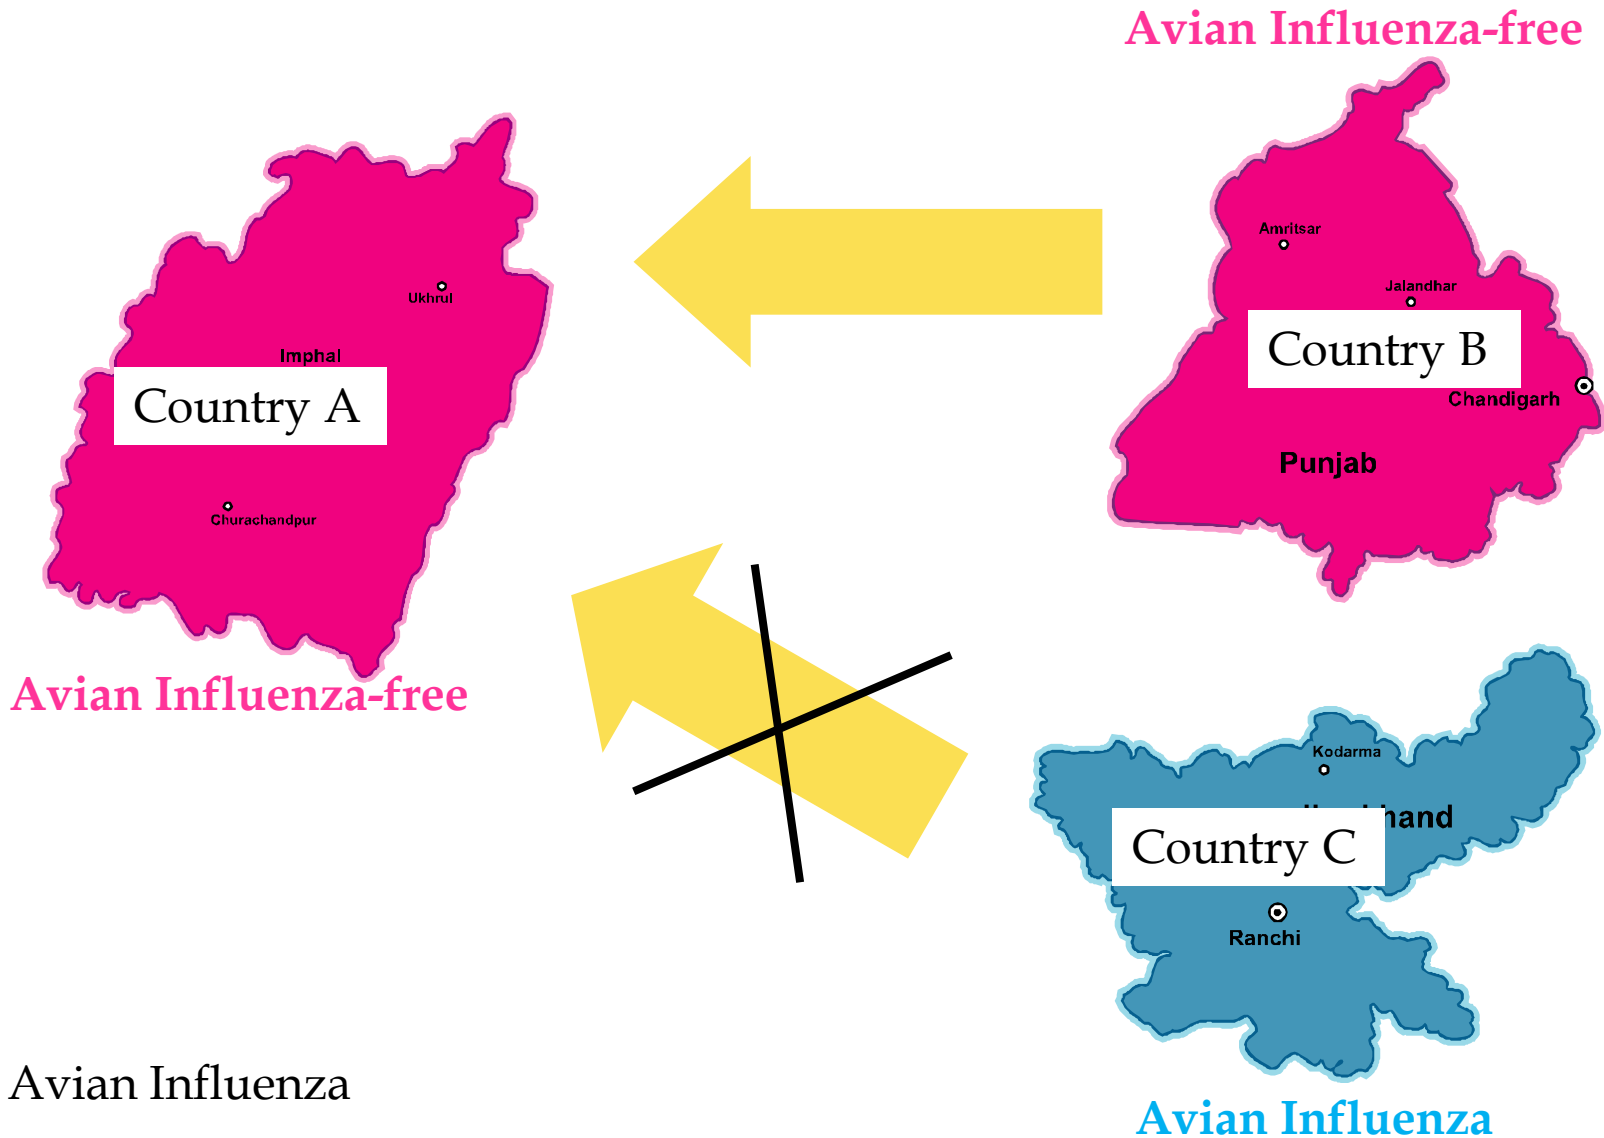 Avian Influenza-free
Amritsar
Jalandhar
Country B
Chandigarh
Punjab
Ukhrul
Imphal
Country A
Churachandpur
Avian Influenza-free
Kodarma
hand
Country C
Ranchi
Avian Influenza
Avian Influenza